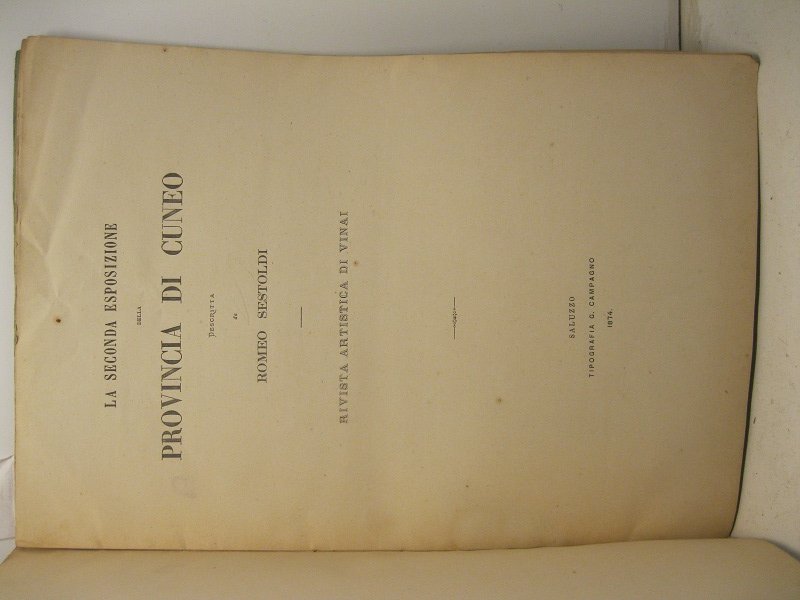 LA SECONDA ESPOSIZIONE
DELLA
PROVINCIA DI CUNEO
DESCRITTA
da
ROMEO SESTOLDI
RIVISTA ARTISTICA DI VINAI
SALUZZO
TIPOGRAFIA G. CAMPAGNO
1874.